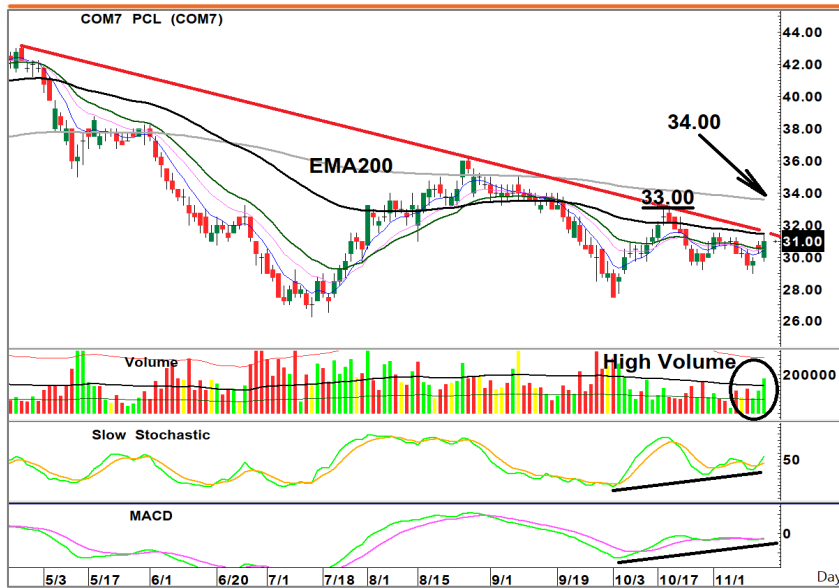 COM7 PCL (COM7)
44.00
42.00
40.00
38.00
34.00
36.00
EMA200
33.00
34.00
32.00
31.00
30.00
28.00
26.00
Volume
High Volume
200000
Slow Stochastic
50
MACD
0
5/3 5/17 6/1 6/20 7/1 7/18 8/1 8/15 9/1 9/19 10/3 10/17 11/1 Day